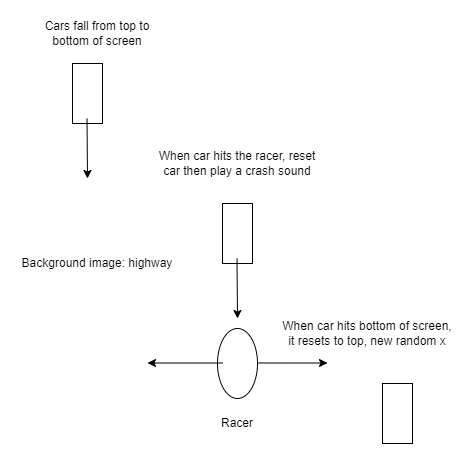 Cars fall from top to
bottom of screen
When car hits the racer, reset
car then play a crash sound
Background image: highway
When car hits bottom of screen,
it resets to top, new random x
Racer